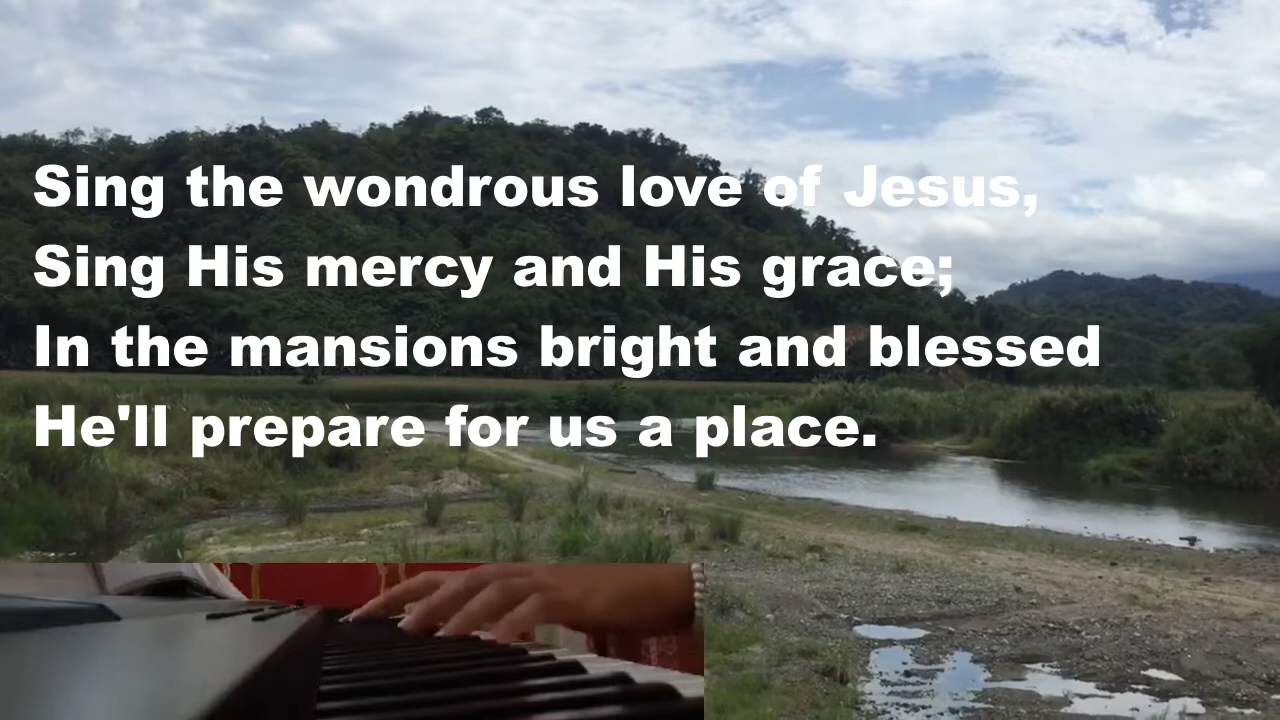 Sing the wondrous love of Jesus,
Sing His mercy and His grace;
In the mansions bright and blessed
He'll prepare for us a place.